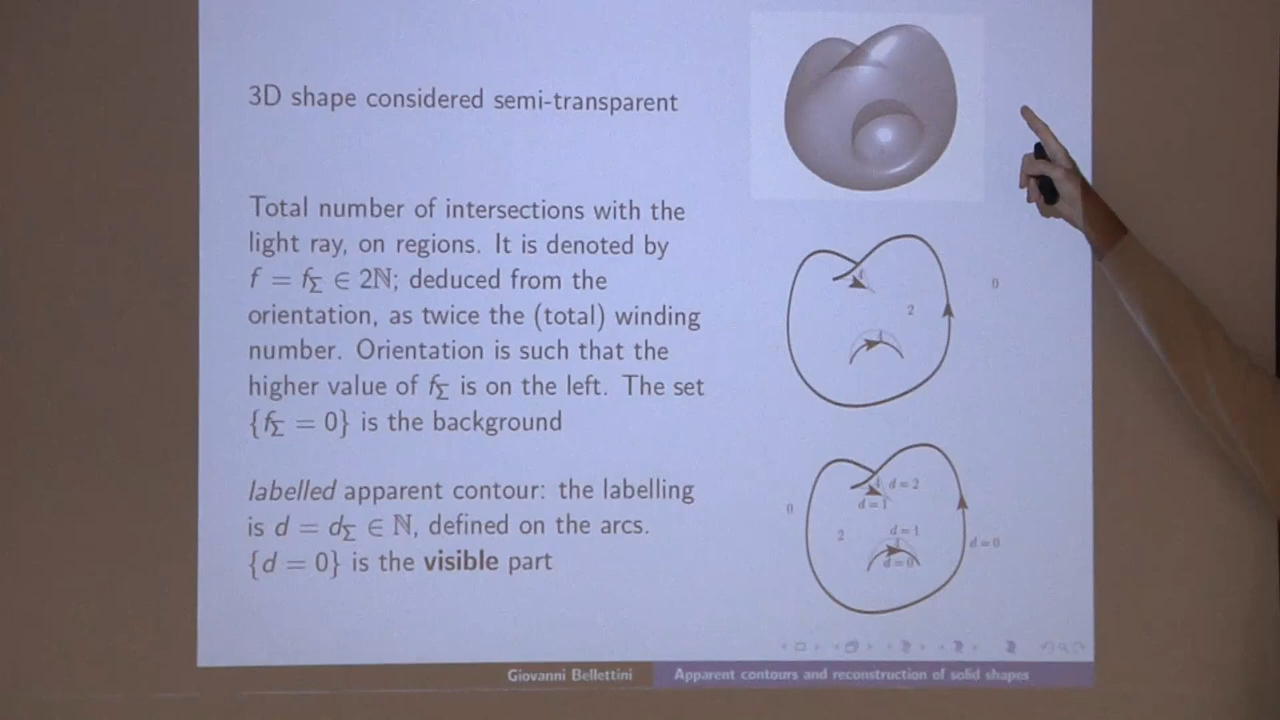 3D shape considered semi-transparent
Total number of intersections with the
light ray, on regions. It is denoted by
f = f_Σ ∈ 2ℕ; deduced from the
orientation, as twice the (total) winding
number. Orientation is such that the
higher value of f_Σ is on the left. The set
{f_Σ = 0} is the background
labelled apparent contour: the labelling
is d = d_Σ ∈ ℕ, defined on the arcs.
{d = 0} is the visible part
4
0
2
4
4
d = 2
d = 1
0
d = 1
2
4
d = 0
d = 0
Giovanni Bellettini
Apparent contours and reconstruction of solid shapes